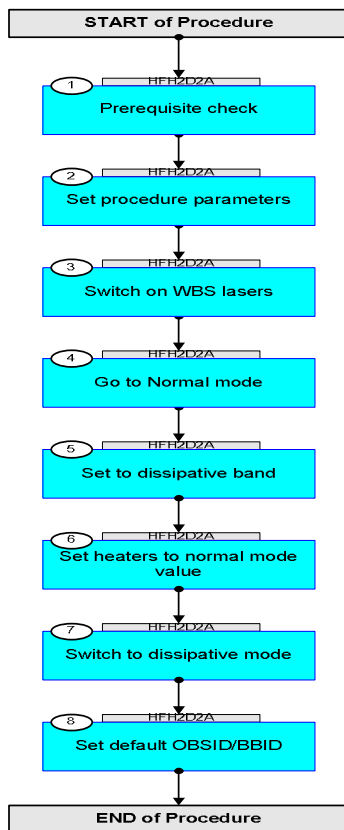 START of Procedure
HFH2D2A
1
Prerequisite check
HFH2D2A
2
Set procedure parameters
HFH2D2A
3
Switch on WBS lasers
HFH2D2A
4
Go to Normal mode
HFH2D2A
5
Set to dissipative band
HFH2D2A
6
Set heaters to normal mode
value
HFH2D2A
7
Switch to dissipative mode
HFH2D2A
8
Set default OBSID/BBID
END of Procedure